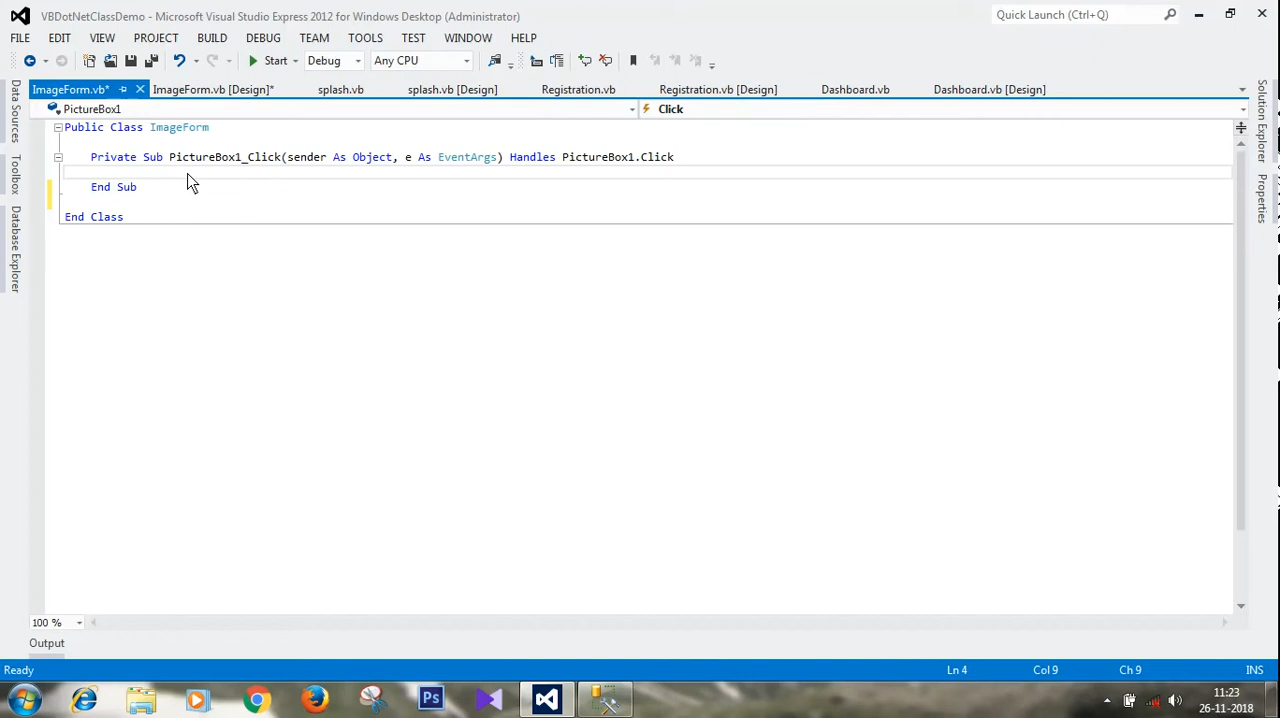 VBDotNetClassDemo - Microsoft Visual Studio Express 2012 for Windows Desktop (Administrator)
Quick Launch (Ctrl+Q)
FILE EDIT VIEW PROJECT BUILD DEBUG TEAM TOOLS TEST WINDOW HELP
Start Debug Any CPU
ImageForm.vb* ImageForm.vb [Design]* splash.vb splash.vb [Design] Registration.vb Registration.vb [Design] Dashboard.vb Dashboard.vb [Design]
PictureBox1 Click
Data Sources
Toolbox
Database Explorer
Public Class ImageForm
Private Sub PictureBox1_Click(sender As Object, e As EventArgs) Handles PictureBox1.Click
End Sub
End Class
Solution Explorer
Properties
100 %
Output
Ready Ln 4 Col 9 Ch 9 INS
Ps
11:23
26-11-2018